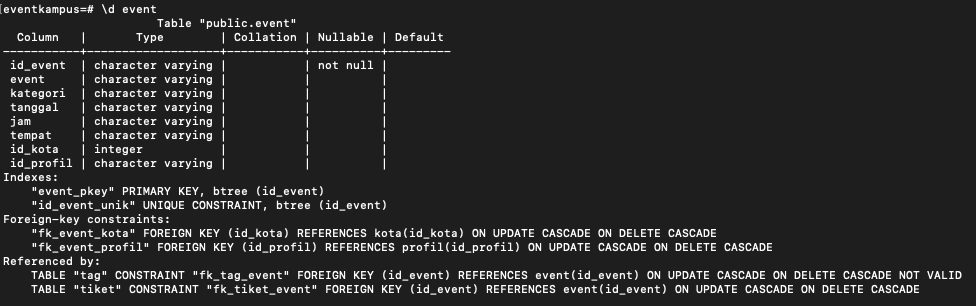 [eventkampus=# \d event
Table "public.event"
Column | Type | Collation | Nullable | Default
-----------+-------------------+-----------+----------+---------
id_event | character varying | | not null |
event | character varying | | |
kategori | character varying | | |
tanggal | character varying | | |
jam | character varying | | |
tempat | character varying | | |
id_kota | integer | | |
id_profil | character varying | | |
Indexes:
"event_pkey" PRIMARY KEY, btree (id_event)
"id_event_unik" UNIQUE CONSTRAINT, btree (id_event)
Foreign-key constraints:
"fk_event_kota" FOREIGN KEY (id_kota) REFERENCES kota(id_kota) ON UPDATE CASCADE ON DELETE CASCADE
"fk_event_profil" FOREIGN KEY (id_profil) REFERENCES profil(id_profil) ON UPDATE CASCADE ON DELETE CASCADE
Referenced by:
TABLE "tag" CONSTRAINT "fk_tag_event" FOREIGN KEY (id_event) REFERENCES event(id_event) ON UPDATE CASCADE ON DELETE CASCADE NOT VALID
TABLE "tiket" CONSTRAINT "fk_tiket_event" FOREIGN KEY (id_event) REFERENCES event(id_event) ON UPDATE CASCADE ON DELETE CASCADE